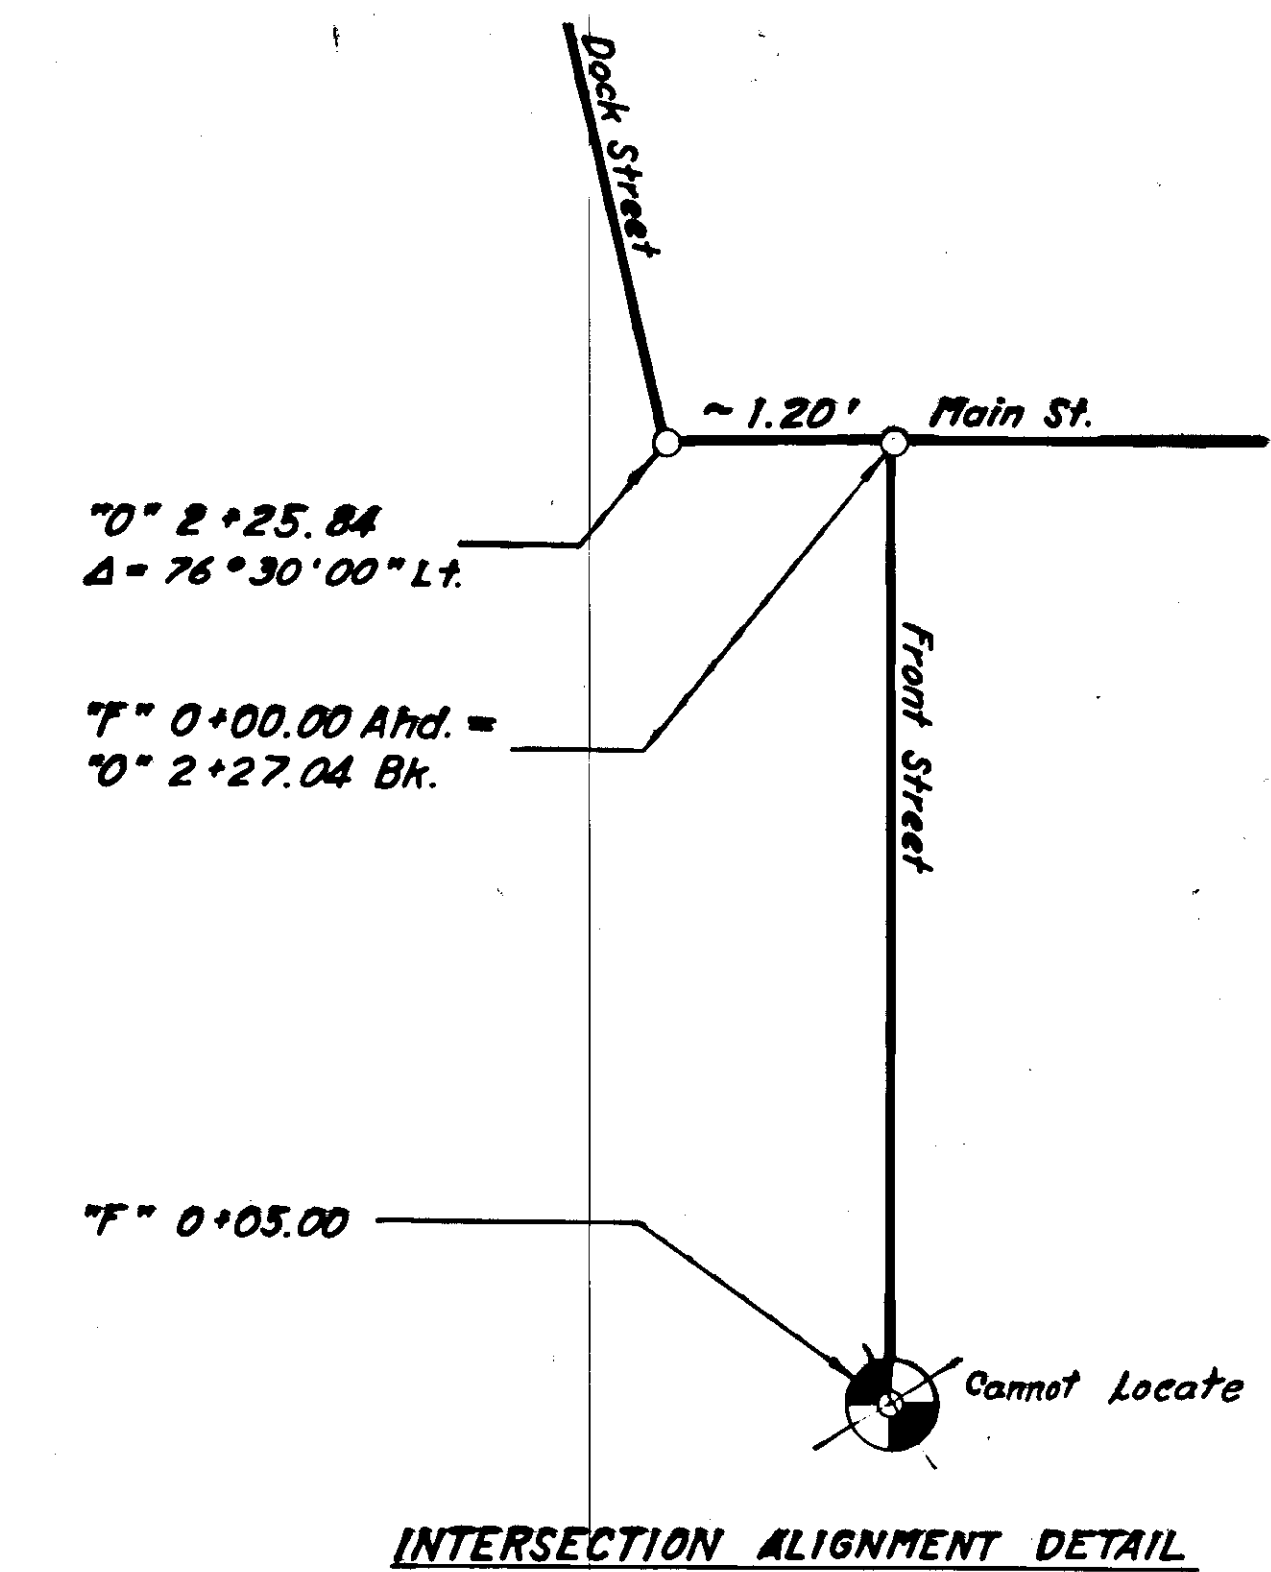 Dock Street
~ 1.20' Main St.
"O" 2+25.84
Δ = 76°30'00" Lt.
Front Street
"F" 0+00.00 Ahd. =
"O" 2+27.04 Bk.
"F" 0+05.00
Cannot Locate
INTERSECTION ALIGNMENT DETAIL